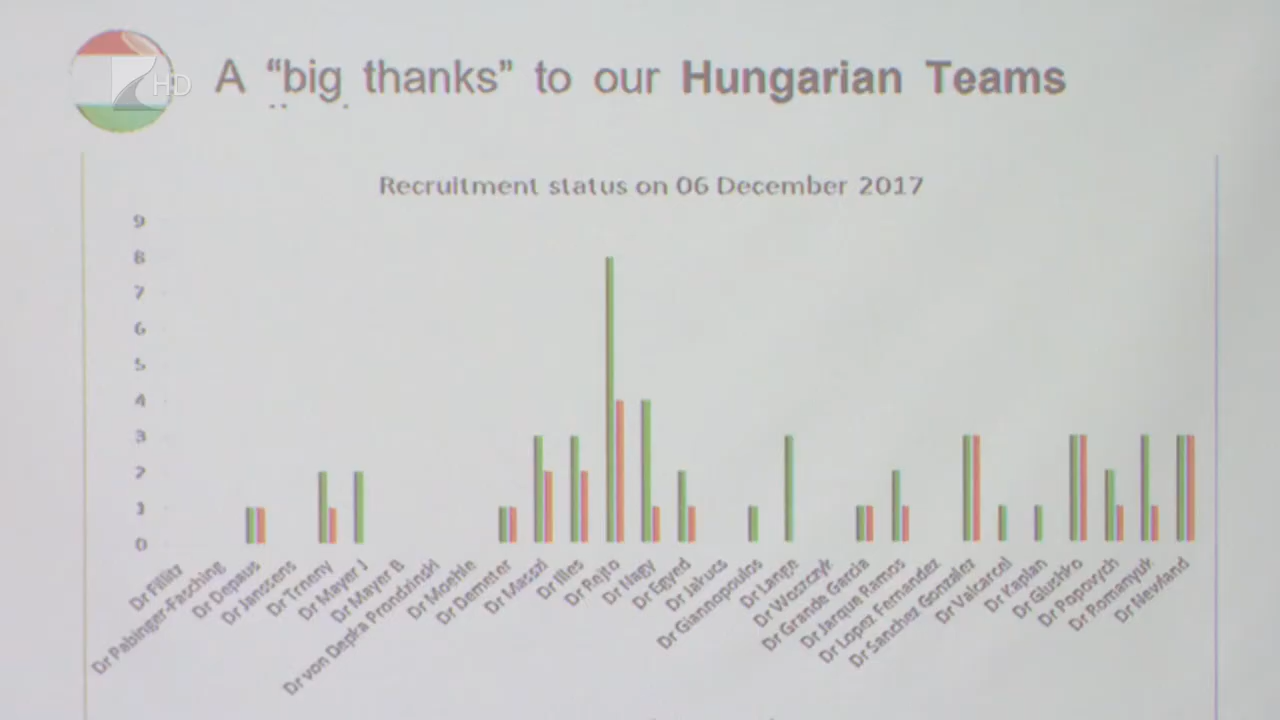 HD
A “big thanks” to our Hungarian Teams
Recruitment status on 06 December 2017
9
8
7
6
5
4
3
2
1
0
Dr Fillitz
Dr Pabinger-Fasching
Dr Depaus
Dr Janssens
Dr Trneny
Dr Mayer J
Dr Mayer B
Dr von Depka Prondzinski
Dr Moehle
Dr Demeter
Dr Masszi
Dr Illes
Dr Rejto
Dr Nagy
Dr Egyed
Dr Jakucs
Dr Giannopoulos
Dr Lange
Dr Woszczyk
Dr Grande Garcia
Dr Jarque Ramos
Dr Lopez Fernandez
Dr Sanchez Gonzalez
Dr Valcarcel
Dr Kaplan
Dr Glushko
Dr Popovych
Dr Romanyuk
Dr Newland